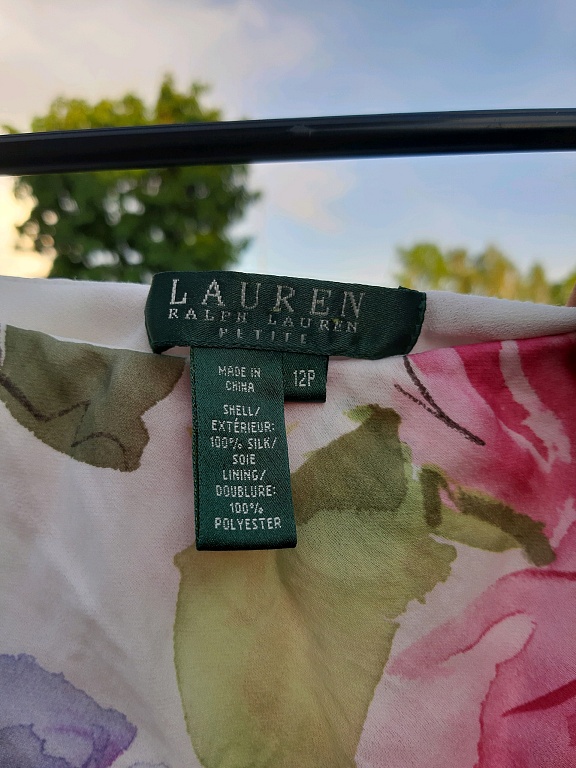 LAUREN
RALPH LAUREN
PETITE
MADE IN
CHINA
12P
SHELL/
EXTÉRIEUR:
100% SILK/
SOIE
LINING/
DOUBLURE:
100%
POLYESTER